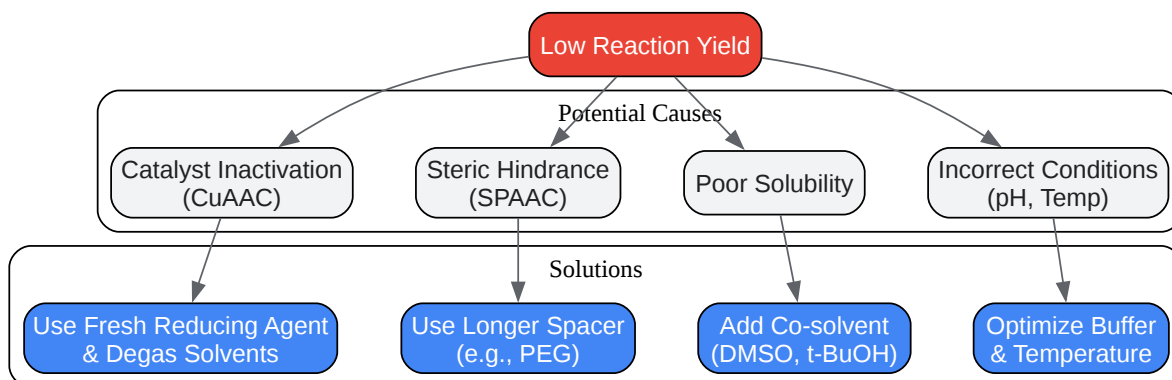 Low Reaction Yield
Potential Causes
Catalyst Inactivation
(CuAAC)
Steric Hindrance
(SPAAC)
Poor Solubility
Incorrect Conditions
(pH, Temp)
Solutions
Use Fresh Reducing Agent
& Degas Solvents
Use Longer Spacer
(e.g., PEG)
Add Co-solvent
(DMSO, t-BuOH)
Optimize Buffer
& Temperature